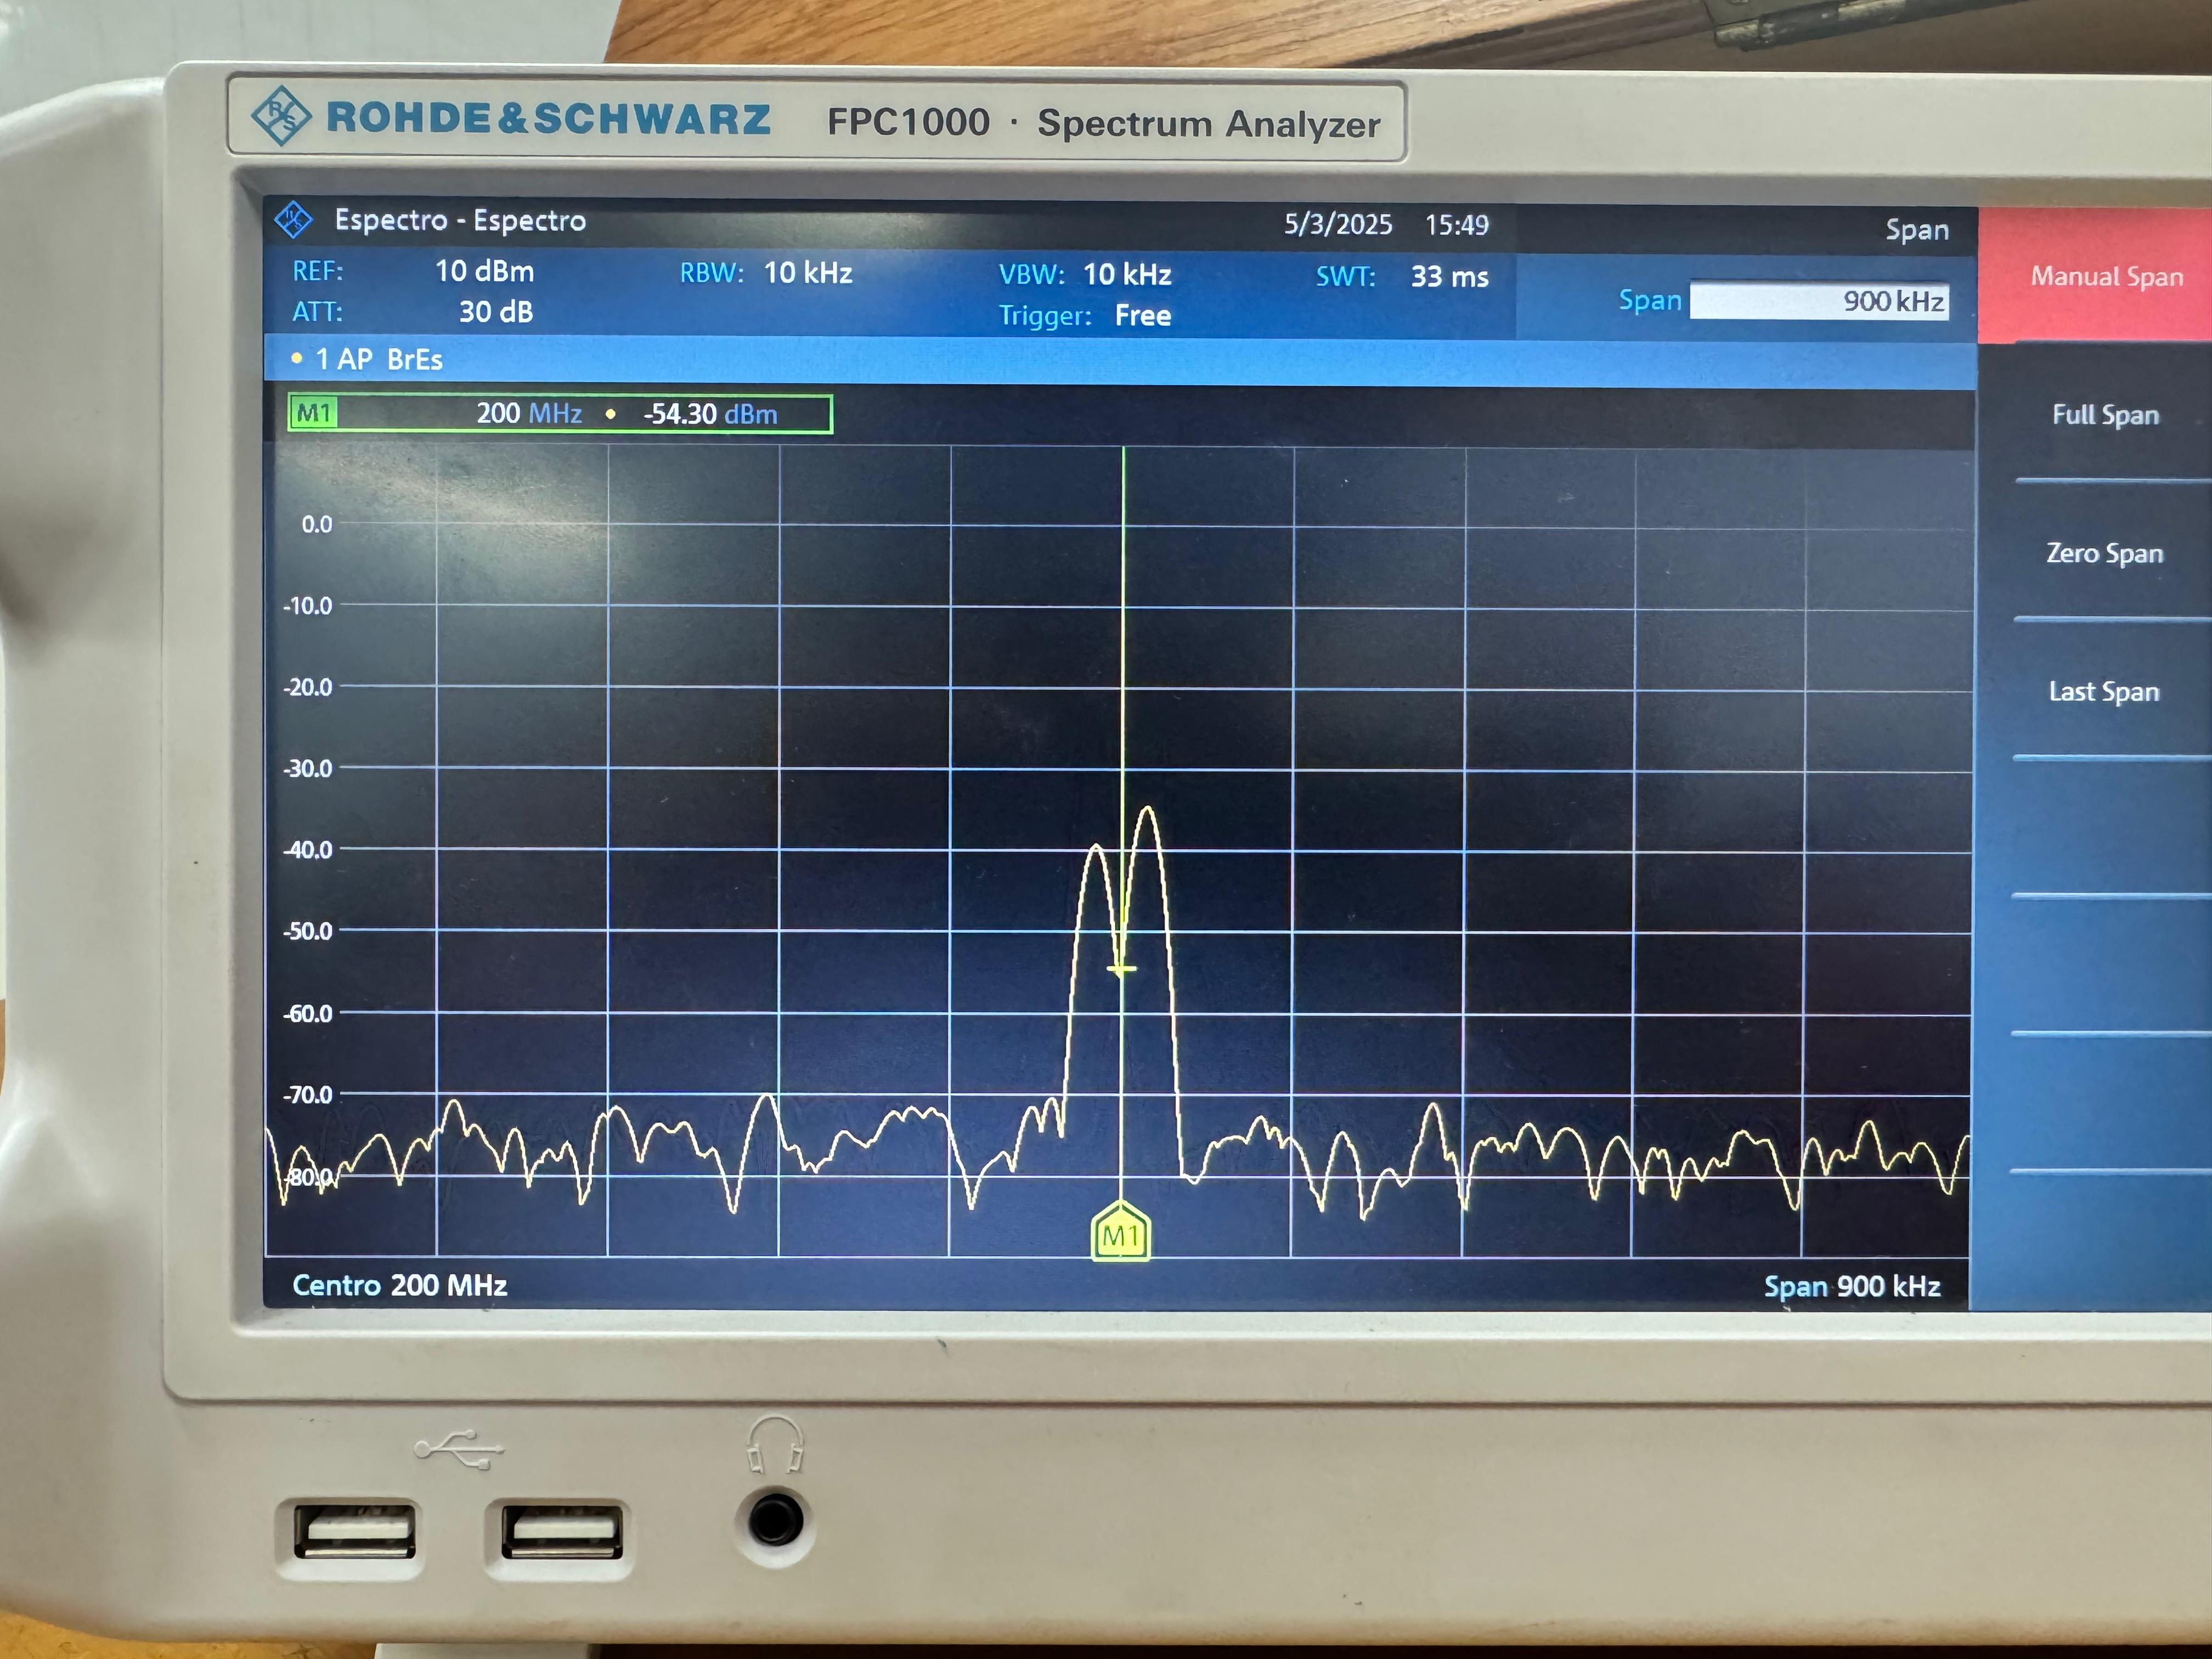 ROHDE&SCHWARZ FPC1000 · Spectrum Analyzer
Espectro - Espectro 5/3/2025 15:49 Span
REF: 10 dBm RBW: 10 kHz VBW: 10 kHz SWT: 33 ms
ATT: 30 dB Trigger: Free
Span 900 kHz
Manual Span
1 AP BrEs
M1 200 MHz • -54.30 dBm
Full Span
Zero Span
Last Span
0.0
-10.0
-20.0
-30.0
-40.0
-50.0
-60.0
-70.0
-80.0
M1
Centro 200 MHz Span 900 kHz